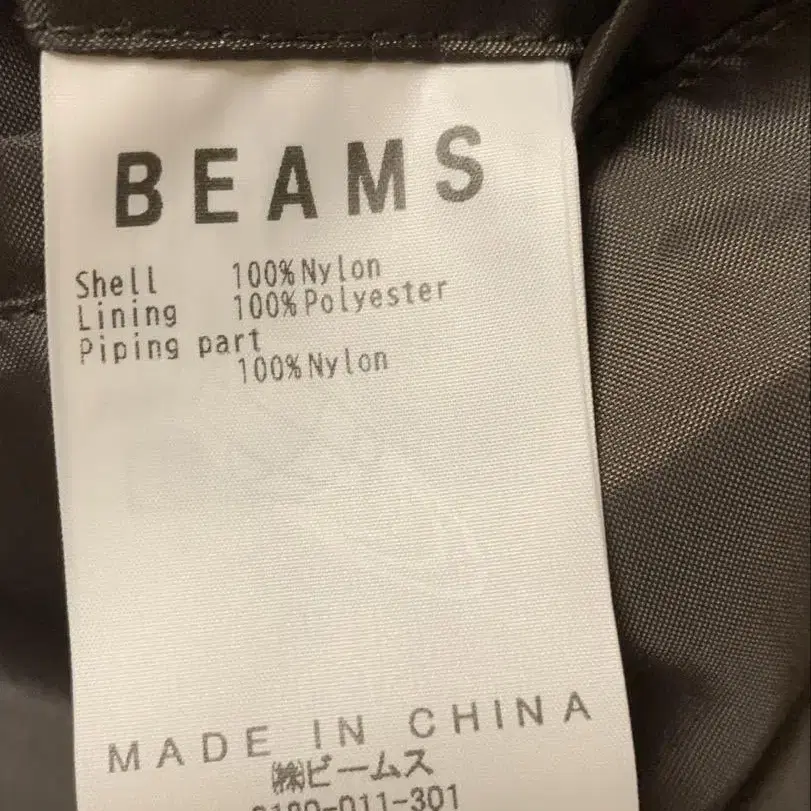 BEAMS
Shell 100%Nylon
Lining 100%Polyester
Piping part
100%Nylon
MADE IN CHINA
㈱ビームス